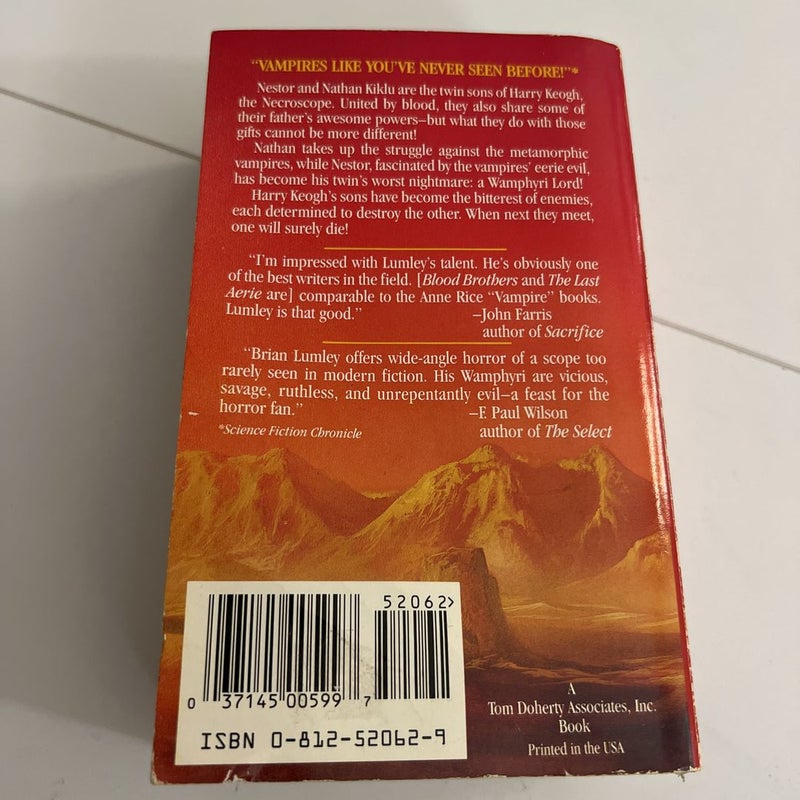 "VAMPIRES LIKE YOU'VE NEVER SEEN BEFORE!"*
Nestor and Nathan Kiklu are the twin sons of Harry Keogh,
the Necroscope. United by blood, they also share some of
their father's awesome powers–but what they do with those
gifts cannot be more different!
Nathan takes up the struggle against the metamorphic
vampires, while Nestor, fascinated by the vampires' eerie evil,
has become his twin's worst nightmare: a Wamphyri Lord!
Harry Keogh's sons have become the bitterest of enemies,
each determined to destroy the other. When next they meet,
one will surely die!
"I'm impressed with Lumley's talent. He's obviously one
of the best writers in the field. [Blood Brothers and The Last
Aerie are] comparable to the Anne Rice "Vampire" books.
Lumley is that good."
–John Farris
author of Sacrifice
"Brian Lumley offers wide-angle horror of a scope too
rarely seen in modern fiction. His Wamphyri are vicious,
savage, ruthless, and unrepentantly evil–a feast for the
horror fan."
–F. Paul Wilson
author of The Select
*Science Fiction Chronicle
52062>
0 37145 00599 7
ISBN 0-812-52062-9
A
Tom Doherty Associates, Inc.
Book
Printed in the USA